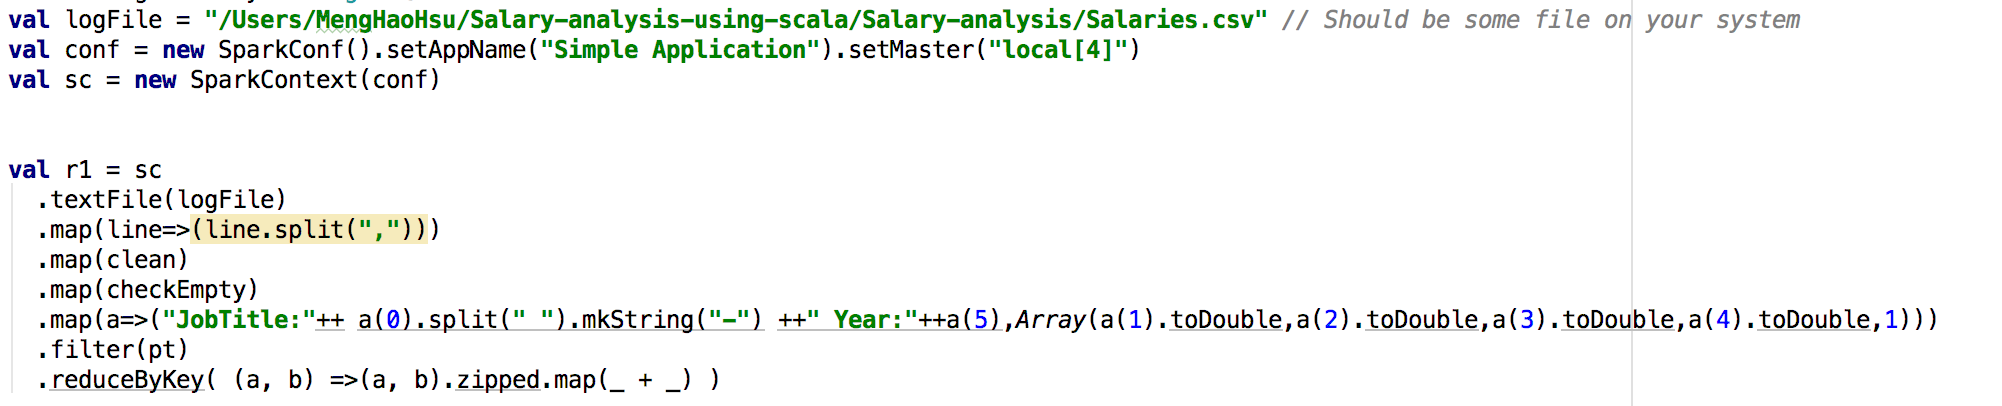 val logFile = "/Users/MengHaoHsu/Salary-analysis-using-scala/Salary-analysis/Salaries.csv" // Should be some file on your system
val conf = new SparkConf().setAppName("Simple Application").setMaster("local[4]")
val sc = new SparkContext(conf)
val r1 = sc
.textFile(logFile)
.map(line=>(line.split(",")))
.map(clean)
.map(checkEmpty)
.map(a=>("JobTitle:"++ a(0).split(" ").mkString("-") ++" Year:"++a(5),Array(a(1).toDouble,a(2).toDouble,a(3).toDouble,a(4).toDouble,1)))
.filter(pt)
.reduceByKey( (a, b) =>(a, b).zipped.map(_ + _) )